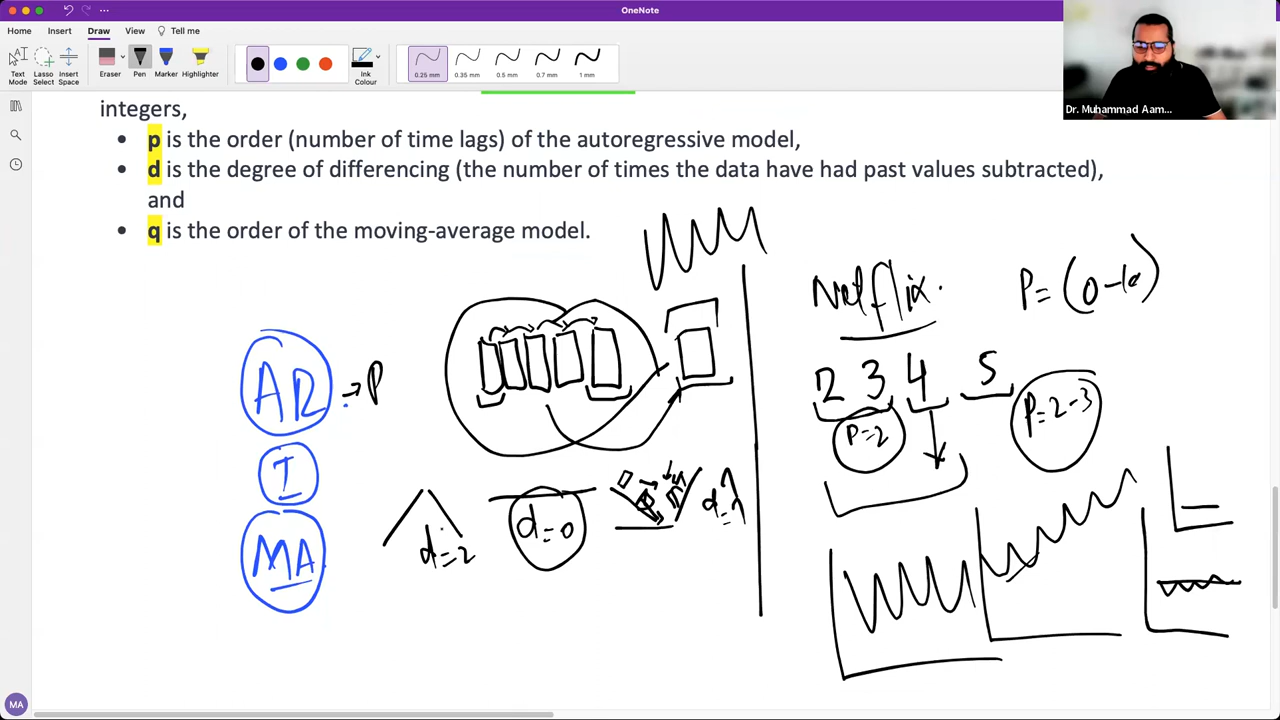 OneNote
Home Insert Draw View Tell me
Text Mode
Lasso Select
Insert Space
Eraser
Pen
Marker
Highlighter
0.25 mm
0.35 mm
0.5 mm
0.7 mm
1 mm
Ink Colour
Dr. Muhammad Aam...
integers,
• p is the order (number of time lags) of the autoregressive model,
• d is the degree of differencing (the number of times the data have had past values subtracted),
and
• q is the order of the moving-average model.
Netflix.
2 3 4 5
P=2
P=2-3
AR → P
I
MA
d=2
d=0
MA